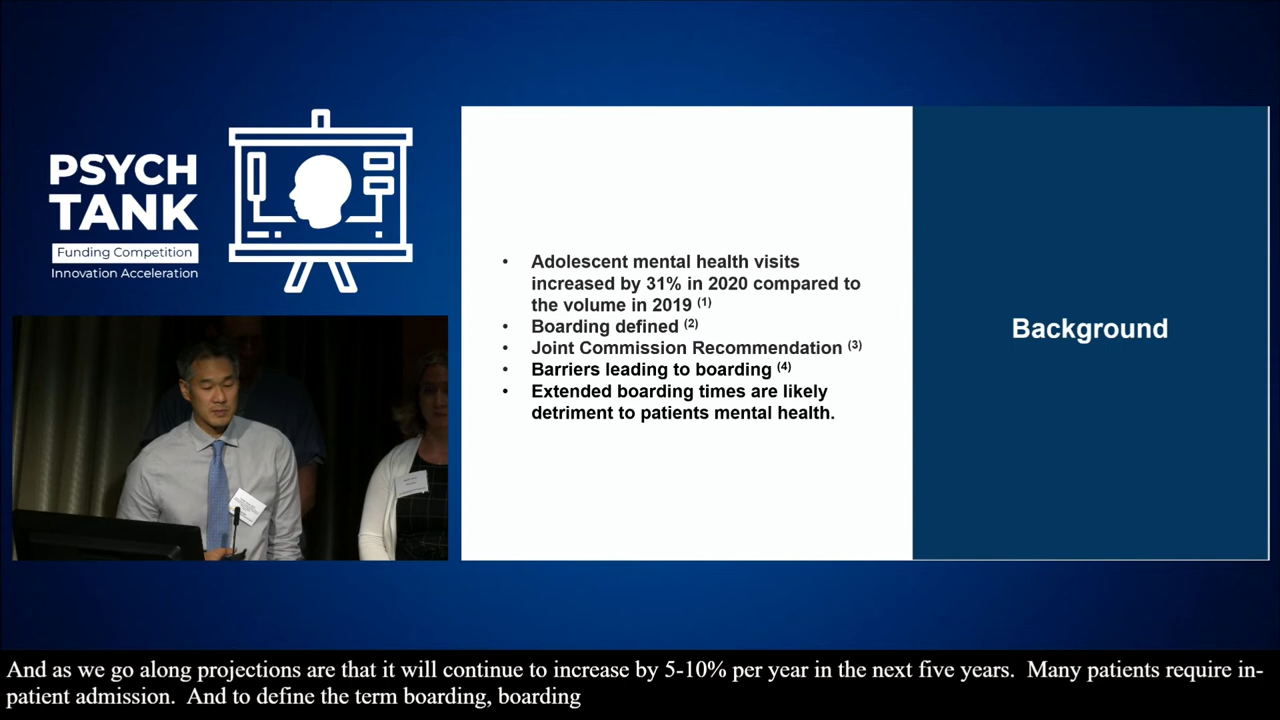 PSYCH
TANK
Funding Competition
Innovation Acceleration
• Adolescent mental health visits
increased by 31% in 2020 compared to
the volume in 2019 (1)
• Boarding defined (2)
• Joint Commission Recommendation (3)
• Barriers leading to boarding (4)
• Extended boarding times are likely
detriment to patients mental health.
Background
And as we go along projections are that it will continue to increase by 5-10% per year in the next five years.  Many patients require in-
patient admission.  And to define the term boarding, boarding